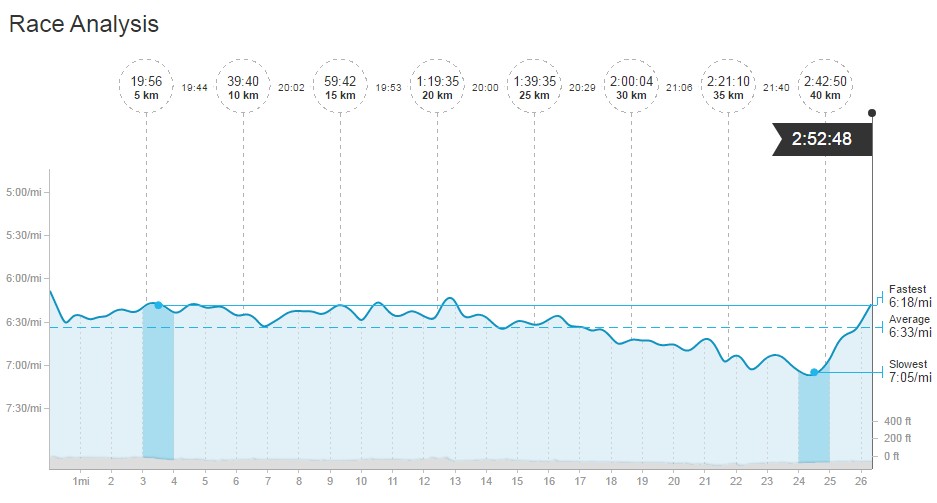 Race Analysis
19:56 19:44 39:40 20:02 59:42 19:53 1:19:35 20:00 1:39:35 20:29 2:00:04 21:06 2:21:10 21:40 2:42:50
5 km 10 km 15 km 20 km 25 km 30 km 35 km 40 km
2:52:48
5:00/mi
5:30/mi
6:00/mi
Fastest
6:18/mi
6:30/mi
Average
6:33/mi
7:00/mi
Slowest
7:05/mi
7:30/mi
400 ft
200 ft
0 ft
1mi 2 3 4 5 6 7 8 9 10 11 12 13 14 15 16 17 18 19 20 21 22 23 24 25 26